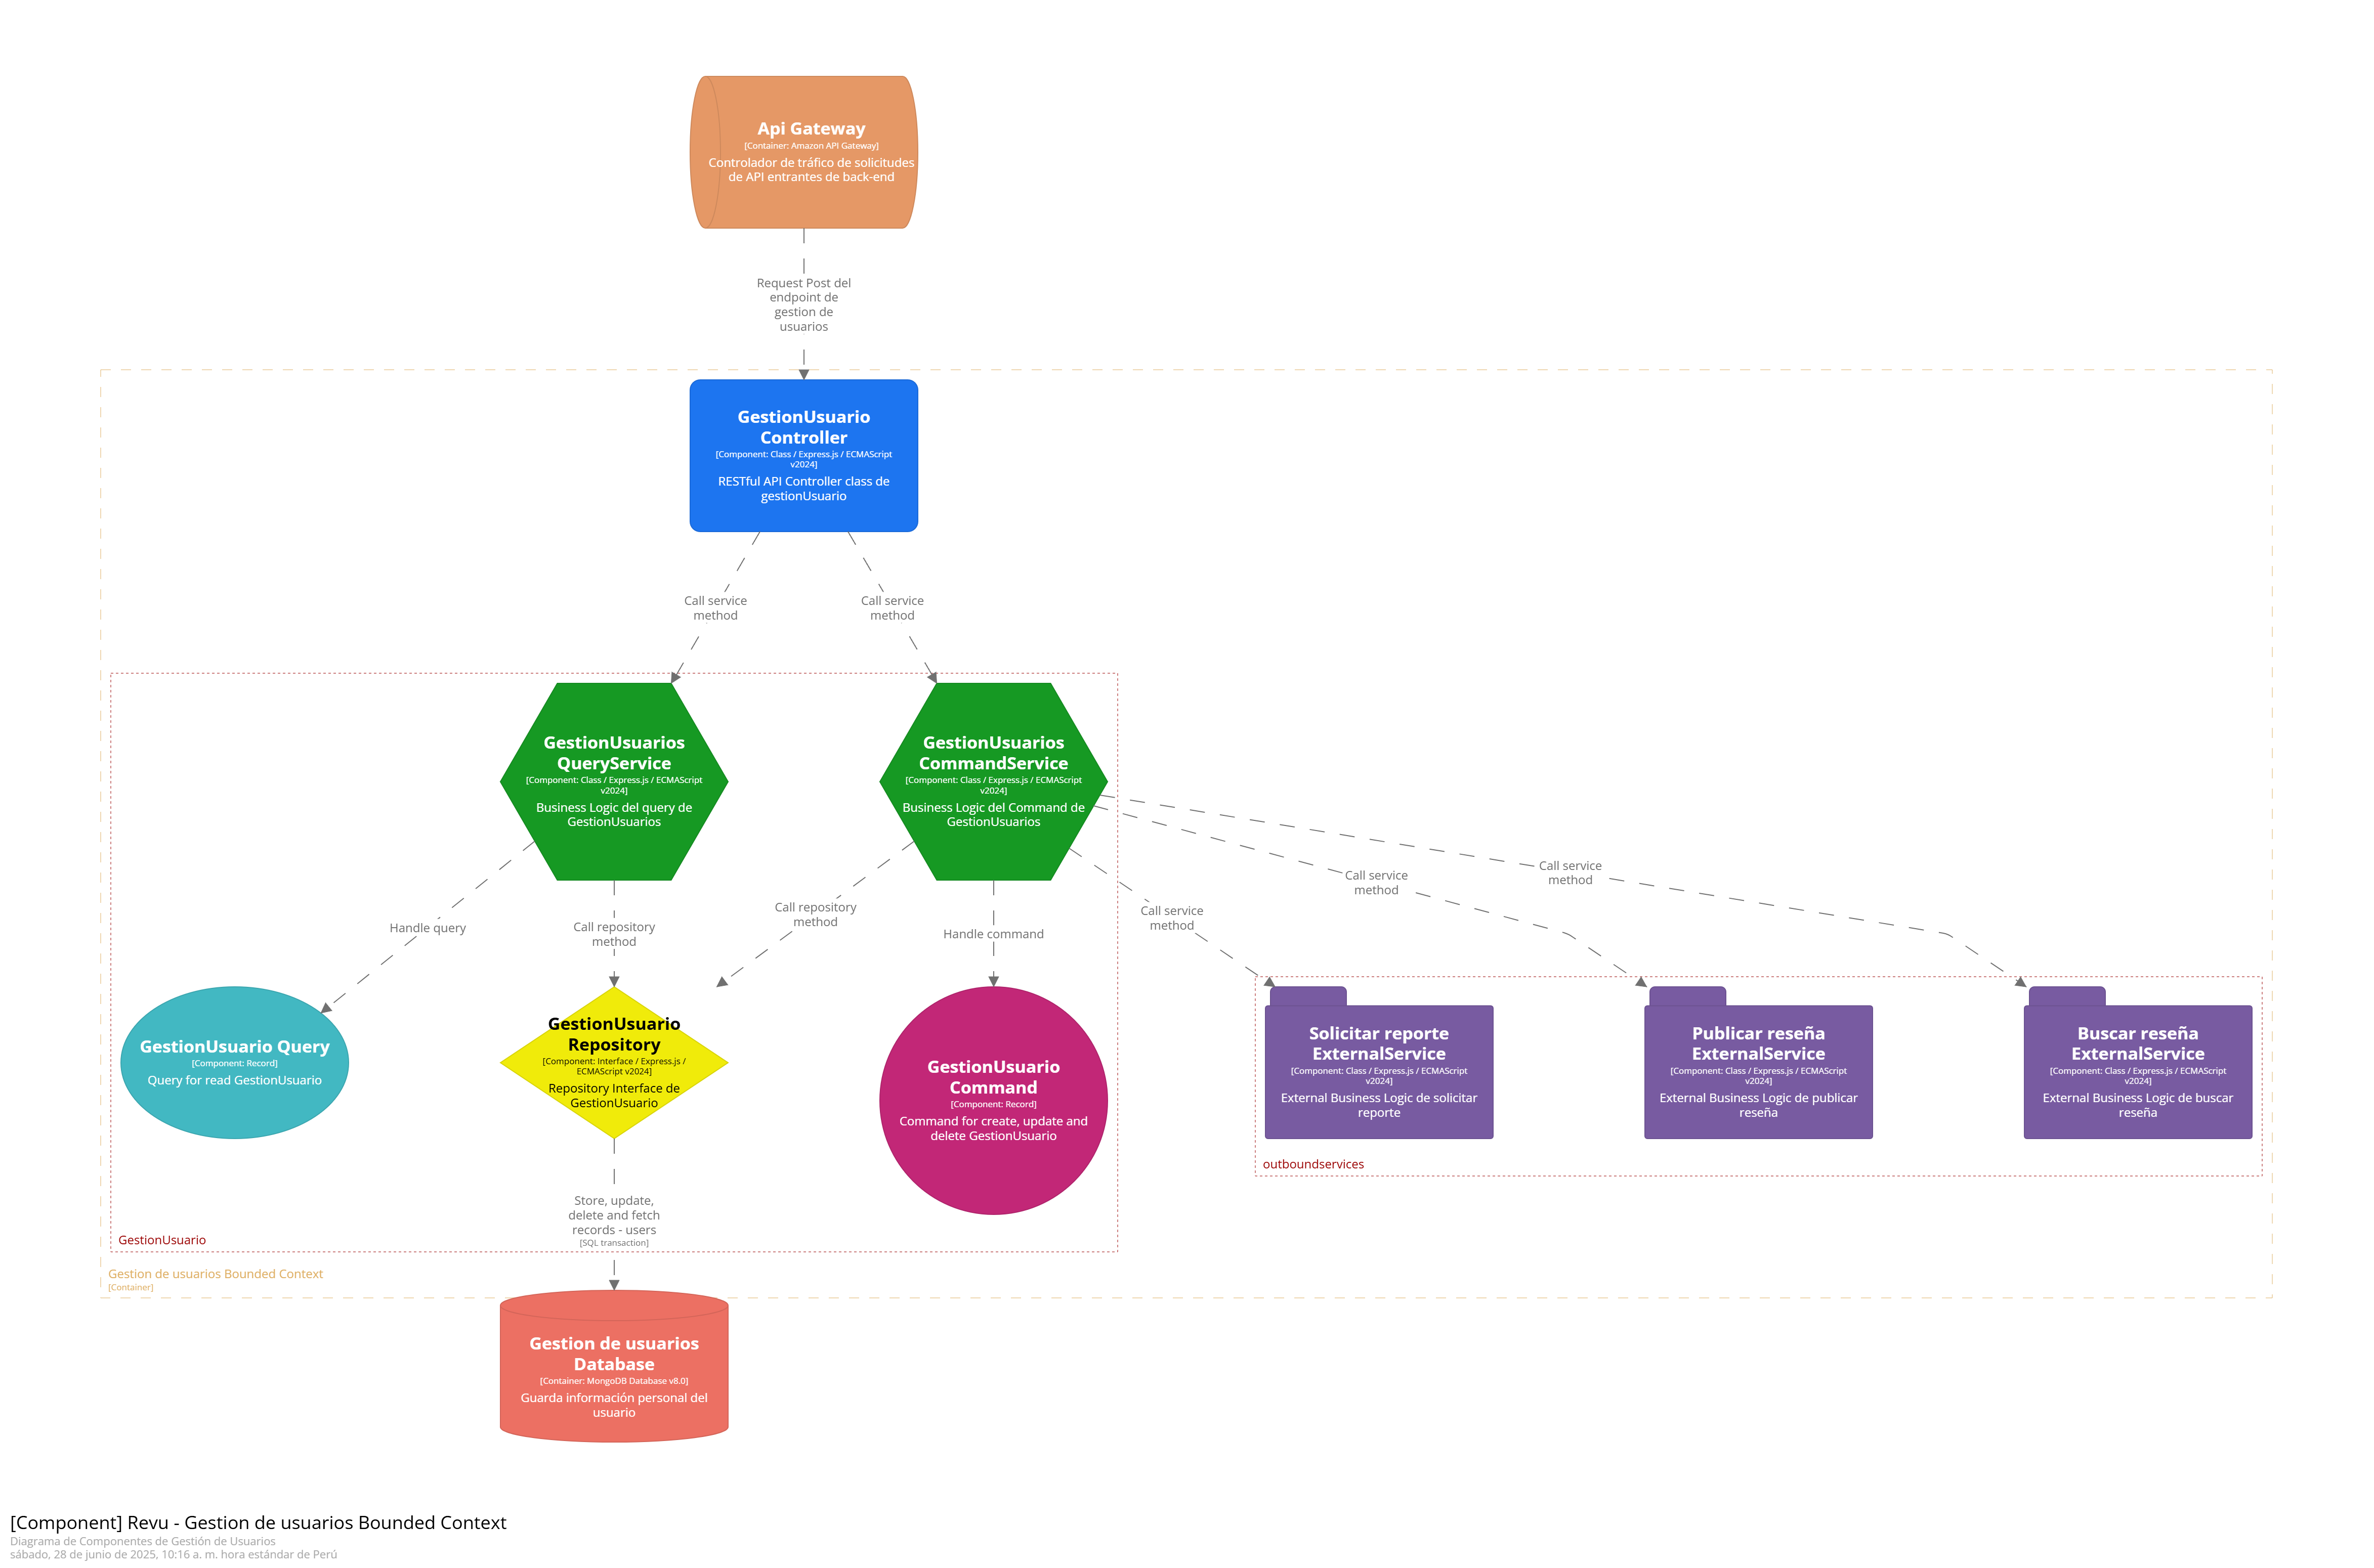 Api Gateway
[Container: Amazon API Gateway]
Controlador de tráfico de solicitudes
de API entrantes de back-end
Request Post del
endpoint de
gestion de
usuarios
GestionUsuario
Controller
[Component: Class / Express.js / ECMAScript
v2024]
RESTful API Controller class de
gestionUsuario
Call service
method
Call service
method
GestionUsuarios
QueryService
[Component: Class / Express.js / ECMAScript
v2024]
Business Logic del query de
GestionUsuarios
GestionUsuarios
CommandService
[Component: Class / Express.js / ECMAScript
v2024]
Business Logic del Command de
GestionUsuarios
Handle query
Call repository
method
Call repository
method
Handle command
Call service
method
Call service
method
Call service
method
GestionUsuario Query
[Component: Record]
Query for read GestionUsuario
GestionUsuario
Repository
[Component: Interface / Express.js /
ECMAScript v2024]
Repository Interface de
GestionUsuario
GestionUsuario
Command
[Component: Record]
Command for create, update and
delete GestionUsuario
Solicitar reporte
ExternalService
[Component: Class / Express.js / ECMAScript
v2024]
External Business Logic de solicitar
reporte
Publicar reseña
ExternalService
[Component: Class / Express.js / ECMAScript
v2024]
External Business Logic de publicar
reseña
Buscar reseña
ExternalService
[Component: Class / Express.js / ECMAScript
v2024]
External Business Logic de buscar
reseña
outboundservices
Store, update,
delete and fetch
records - users
[SQL transaction]
GestionUsuario
Gestion de usuarios Bounded Context
[Container]
Gestion de usuarios
Database
[Container: MongoDB Database v8.0]
Guarda información personal del
usuario
[Component] Revu - Gestion de usuarios Bounded Context
Diagrama de Componentes de Gestión de Usuarios
sábado, 28 de junio de 2025, 10:16 a. m. hora estándar de Perú